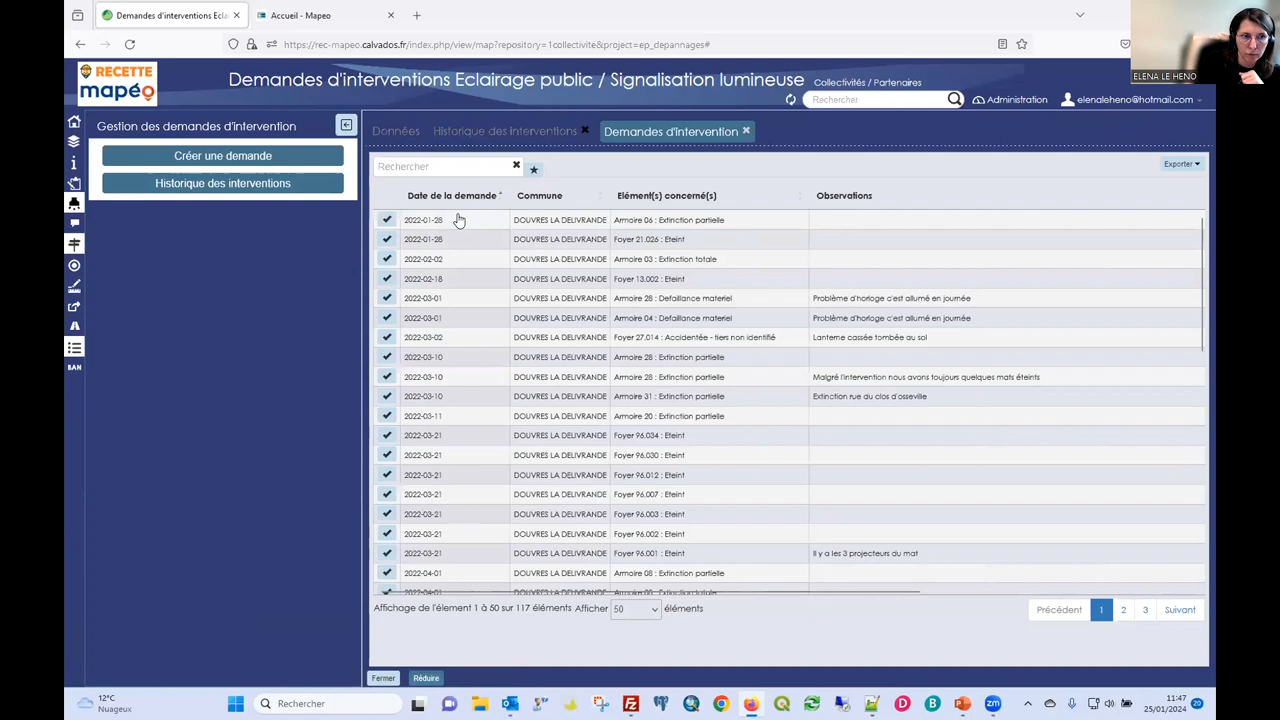 Demandes d'interventions Ecla
Accueil - Mapeo
https://rec-mapeo.calvados.fr/index.php/view/map?repository=1collectivite&project=ep_depannages#
ELENA LE HENO
RECETTE
mapéo
Demandes d'interventions Eclairage public / Signalisation lumineuse
Collectivités / Partenaires
Rechercher
Administration
elenaleheno@hotmail.com
Gestion des demandes d'intervention
Créer une demande
Historique des interventions
BAN
Données
Historique des interventions
Demandes d'intervention
Rechercher
Exporter
Date de la demande Commune Elément(s) concerné(s) Observations
2022-01-28 DOUVRES LA DELIVRANDE Armoire 06 : Extinction partielle
2022-01-28 DOUVRES LA DELIVRANDE Foyer 21.026 : Eteint
2022-02-02 DOUVRES LA DELIVRANDE Armoire 03 : Extinction totale
2022-02-18 DOUVRES LA DELIVRANDE Foyer 13.002 : Eteint
2022-03-01 DOUVRES LA DELIVRANDE Armoire 28 : Defaillance materiel Problème d'horloge c'est allumé en journée
2022-03-01 DOUVRES LA DELIVRANDE Armoire 04 : Defaillance materiel Problème d'horloge c'est allumé en journée
2022-03-02 DOUVRES LA DELIVRANDE Foyer 27.014 : Accidentée - tiers non identifié Lanterne cassée tombée au sol
2022-03-10 DOUVRES LA DELIVRANDE Armoire 28 : Extinction partielle
2022-03-10 DOUVRES LA DELIVRANDE Armoire 28 : Extinction partielle Malgré l'intervention nous avons toujours quelques mats éteints
2022-03-10 DOUVRES LA DELIVRANDE Armoire 31 : Extinction partielle Extinction rue du clos d'osseville
2022-03-11 DOUVRES LA DELIVRANDE Armoire 20 : Extinction partielle
2022-03-21 DOUVRES LA DELIVRANDE Foyer 96.034 : Eteint
2022-03-21 DOUVRES LA DELIVRANDE Foyer 96.030 : Eteint
2022-03-21 DOUVRES LA DELIVRANDE Foyer 96.012 : Eteint
2022-03-21 DOUVRES LA DELIVRANDE Foyer 96.007 : Eteint
2022-03-21 DOUVRES LA DELIVRANDE Foyer 96.003 : Eteint
2022-03-21 DOUVRES LA DELIVRANDE Foyer 96.002 : Eteint
2022-03-21 DOUVRES LA DELIVRANDE Foyer 96.001 : Eteint Il y a les 3 projecteurs du mat
2022-04-01 DOUVRES LA DELIVRANDE Armoire 08 : Extinction partielle
Affichage de l'élement 1 à 50 sur 117 éléments Afficher 50 éléments
Précédent 1 2 3 Suivant
Fermer
Réduire
12°C
Nuageux
Rechercher
11:47
25/01/2024